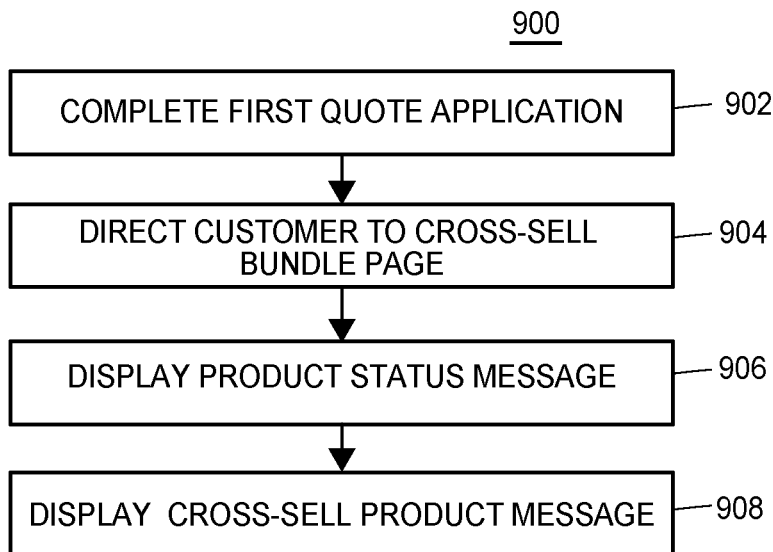 900
COMPLETE FIRST QUOTE APPLICATION
902
DIRECT CUSTOMER TO CROSS-SELL
BUNDLE PAGE
904
DISPLAY PRODUCT STATUS MESSAGE
906
DISPLAY CROSS-SELL PRODUCT MESSAGE
908